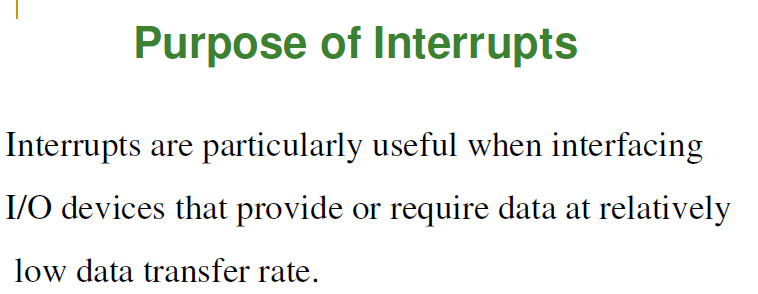 Purpose of Interrupts
Interrupts are particularly useful when interfacing
I/O devices that provide or require data at relatively
low data transfer rate.